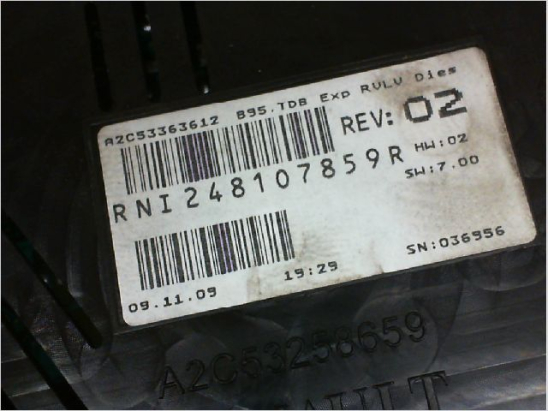 A2C53363612 B95.TDB Exp RVLV Dies
REV: 02
RNI248107859R
HW:02
SW:7.00
09.11.09 19:29 SN:036956
A2C53258659